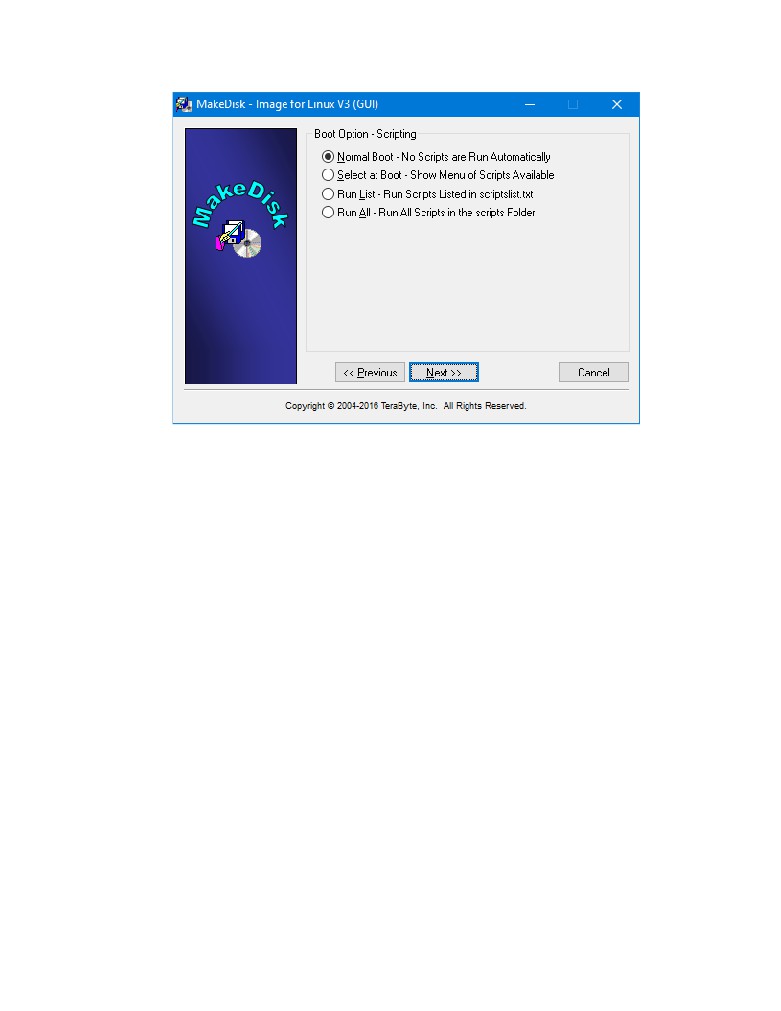 MakeDisk - Image for Linux V3 (GUI)
MakeDisk
Boot Option - Scripting
Normal Boot - No Scripts are Run Automatically
Select at Boot - Show Menu of Scripts Available
Run List - Run Scripts Listed in scriptslist.txt
Run All - Run All Scripts in the scripts Folder
<< Previous
Next >>
Cancel
Copyright © 2004-2016 TeraByte, Inc. All Rights Reserved.